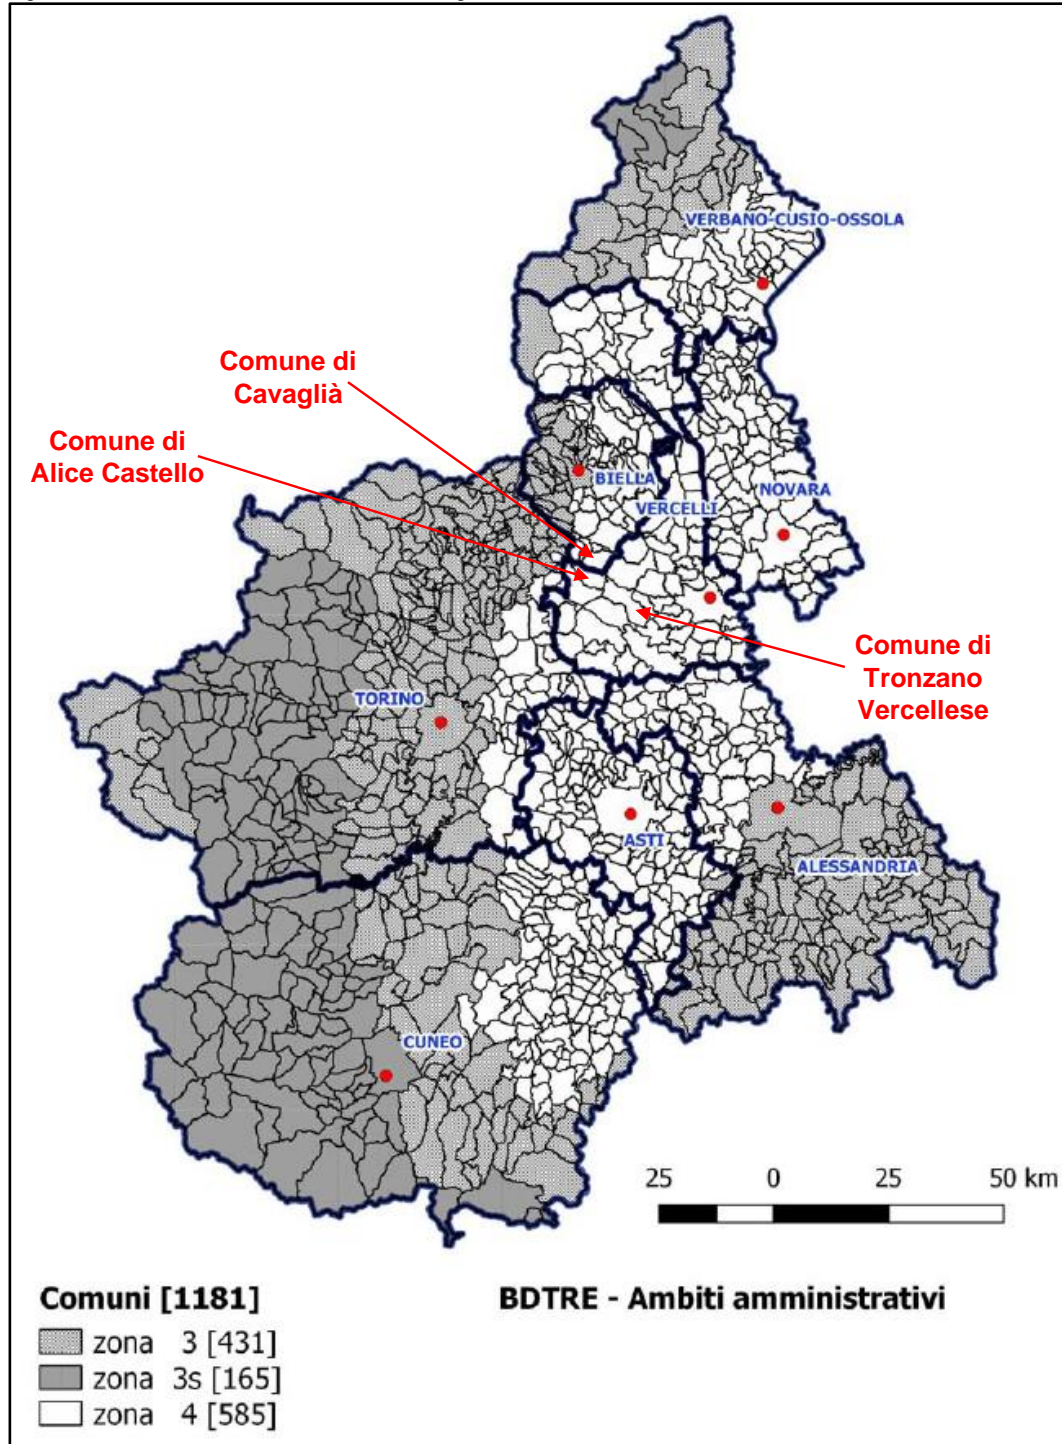 VERBANO-CUSIO-OSSOLA
Comune di
Cavaglià
Comune di
Alice Castello
BIELLA
VERCELLI
NOVARA
Comune di
Tronzano
Vercellese
TORINO
ASTI
ALESSANDRIA
CUNEO
25 0 25 50 km
Comuni [1181]
BDTRE - Ambiti amministrativi
zona 3 [431]
zona 3s [165]
zona 4 [585]